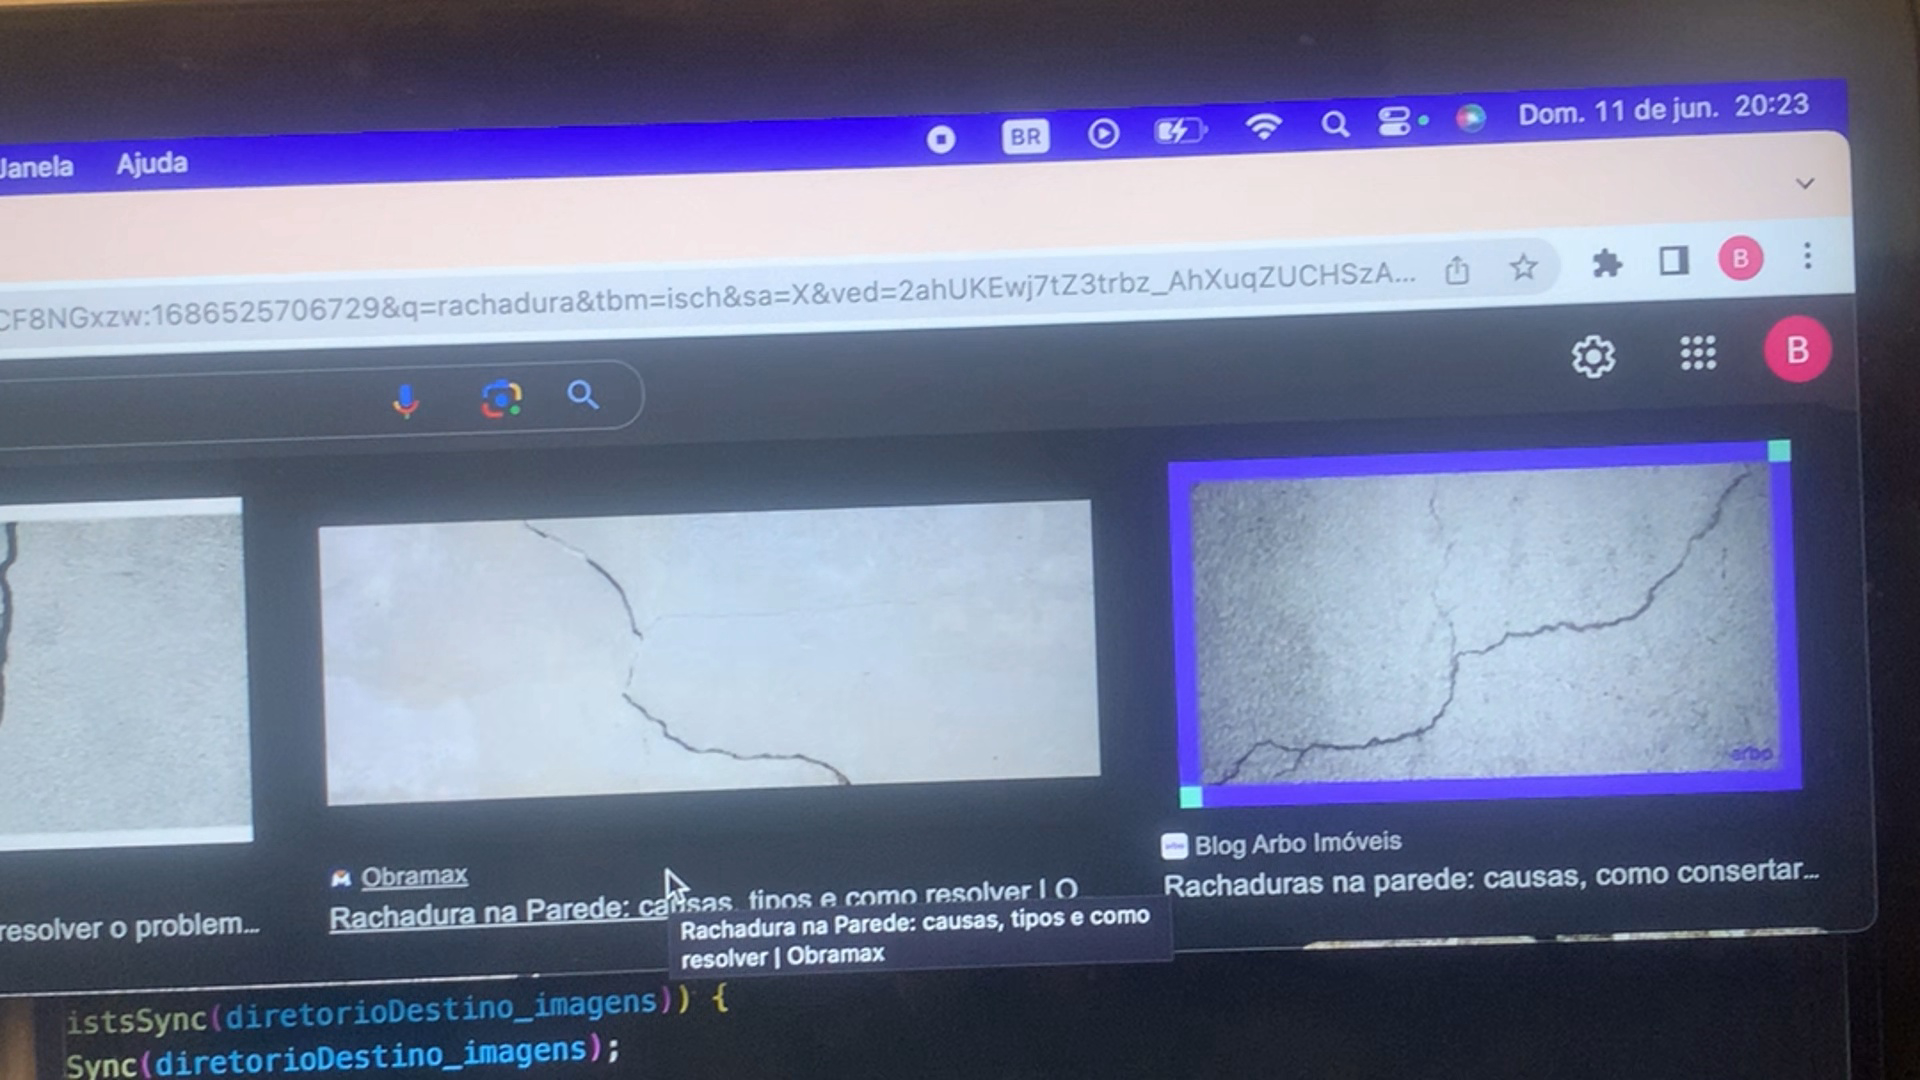 Janela Ajuda BR Dom. 11 de jun. 20:23
CF8NGxzw:1686525706729&q=rachadura&tbm=isch&sa=X&ved=2ahUKEwj7tZ3trbz_AhXuqZUCHSzA... B
B
arbo
Obramax
Blog Arbo Imóveis
resolver o problem...
Rachadura na Parede: causas, tipos e como resolver | O
Rachaduras na parede: causas, como consertar...
Rachadura na Parede: causas, tipos e como
resolver | Obramax
istsSync(diretorioDestino_imagens)) {
Sync(diretorioDestino_imagens);